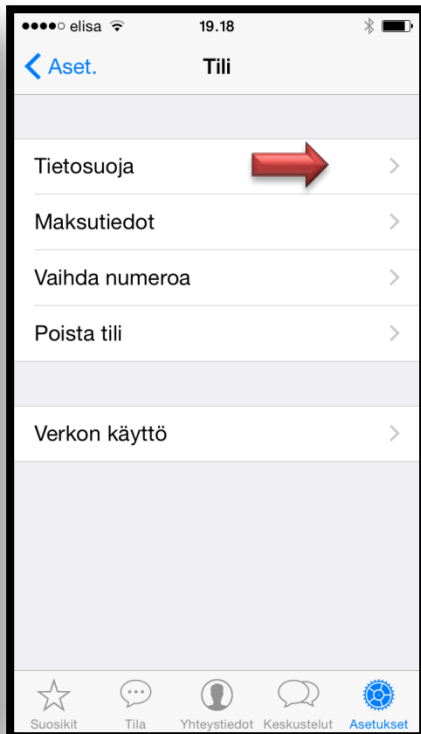 elisa 19.18
Aset. Tili
Tietosuoja
Maksutiedot
Vaihda numeroa
Poista tili
Verkon käyttö
Suosikit Tila Yhteystiedot Keskustelut Asetukset